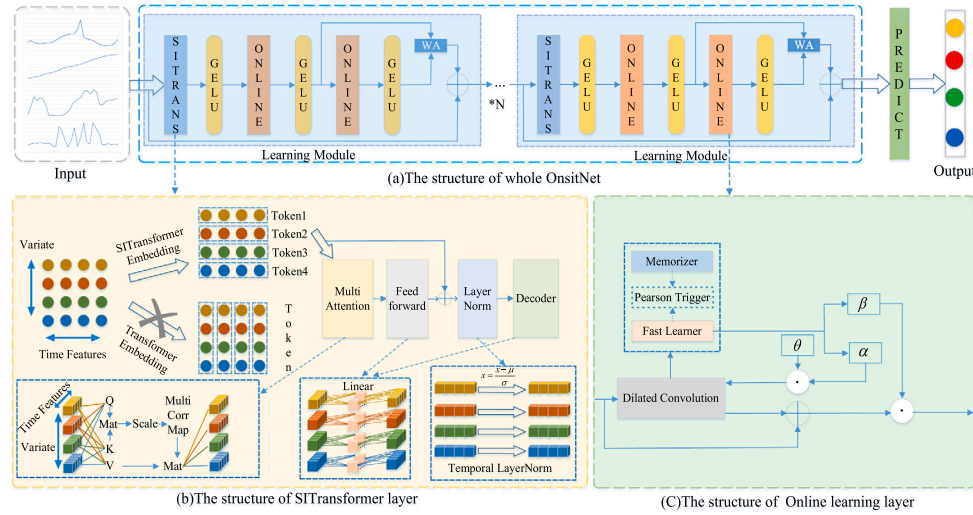 Input
SITRANS
GELU
ONLINE
GELU
ONLINE
GELU
WA
Learning Module
...
*N
SITRANS
GELU
ONLINE
GELU
ONLINE
GELU
WA
Learning Module
PREDICT
Output
(a)The structure of whole OnsitNet
Variate
Time Features
SITransformer
Embedding
Transformer
Embedding
Token1
Token2
Token3
Token4
Token
Multi
Attention
Feed
forward
Layer
Norm
Decoder
Time Features
Variate
Q
Mat
K
V
Scale
Multi
Corr
Map
Mat
Linear
x = x − μ / σ
Temporal LayerNorm
(b)The structure of SITransformer layer
Memorizer
Pearson Trigger
Fast Learner
Dilated Convolution
θ
β
α
(C)The structure of Online learning layer